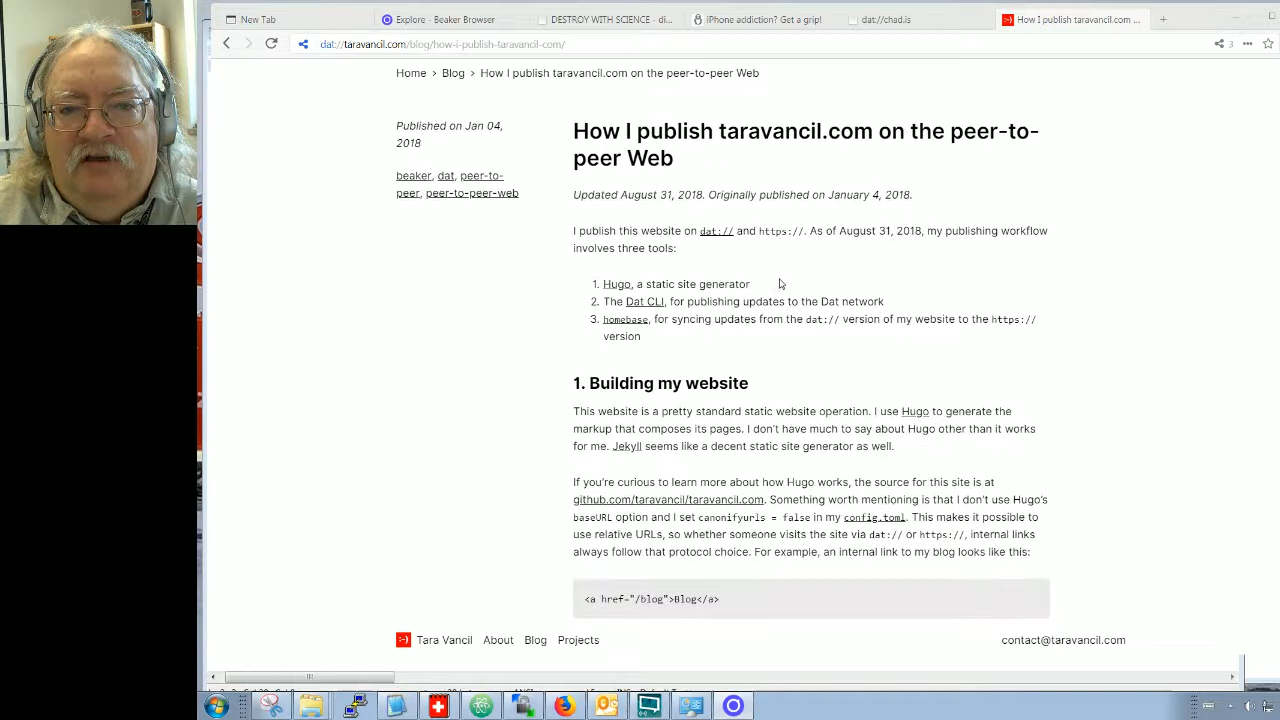 New Tab
Explore - Beaker Browser
DESTROY WITH SCIENCE - di...
iPhone addiction? Get a grip!
How I publish taravancil.com ...
dat://taravancil.com/blog/how-i-publish-taravancil-com/
3
Home > Blog > How I publish taravancil.com on the peer-to-peer Web
Published on Jan 04,
2018
beaker, dat, peer-to-
peer, peer-to-peer-web
How I publish taravancil.com on the peer-to-
peer Web
Updated August 31, 2018. Originally published on January 4, 2018.
I publish this website on dat:// and https://. As of August 31, 2018, my publishing workflow
involves three tools:
1. Hugo, a static site generator
2. The Dat CLI, for publishing updates to the Dat network
3. homebase, for syncing updates from the dat:// version of my website to the https://
version
1. Building my website
This website is a pretty standard static website operation. I use Hugo to generate the
markup that composes its pages. I don't have much to say about Hugo other than it works
for me. Jekyll seems like a decent static site generator as well.
If you're curious to learn more about how Hugo works, the source for this site is at
github.com/taravancil/taravancil.com. Something worth mentioning is that I don't use Hugo's
baseURL option and I set canonifyurls = false in my config.toml. This makes it possible to
use relative URLs, so whether someone visits the site via dat:// or https://, internal links
always follow that protocol choice. For example, an internal link to my blog looks like this:
<a href="/blog">Blog</a>
:-) Tara Vancil About Blog Projects
contact@taravancil.com